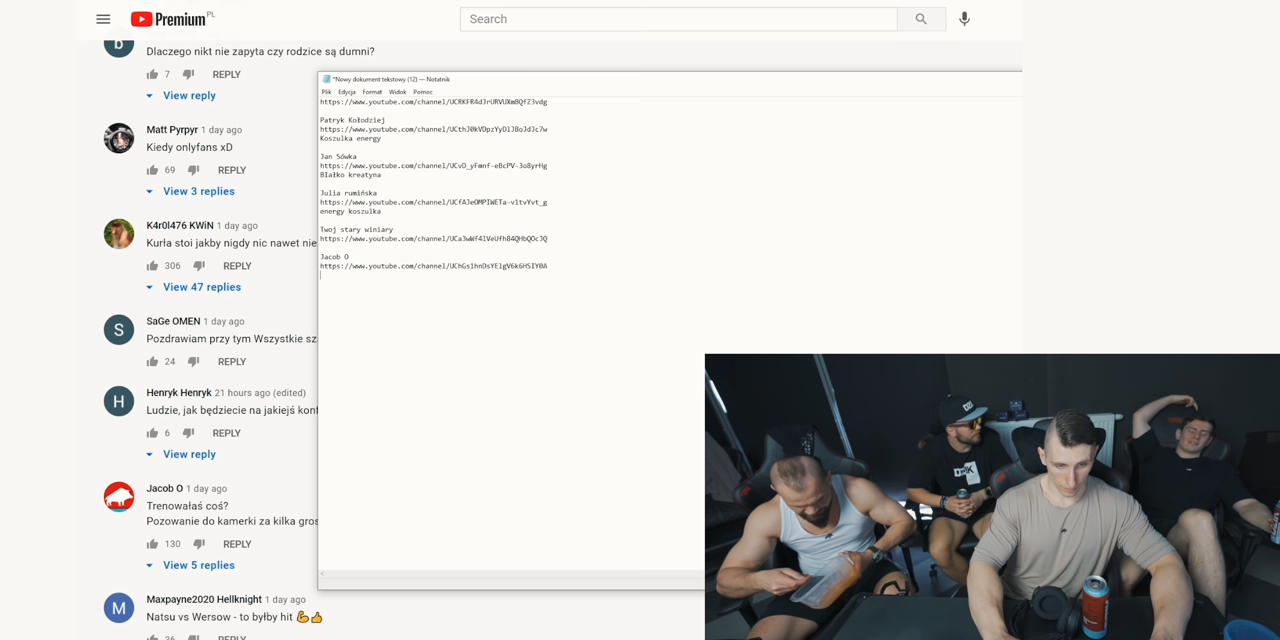 Premium PL
Search
b
Dlaczego nikt nie zapyta czy rodzice są dumni?
7 REPLY
View reply
Matt Pyrpyr 1 day ago
Kiedy onlyfans xD
69 REPLY
View 3 replies
K4r0l476 KWiN 1 day ago
Kurła stoi jakby nigdy nic nawet nie
306 REPLY
View 47 replies
S
SaGe OMEN 1 day ago
Pozdrawiam przy tym Wszystkie sz
24 REPLY
H
Henryk Henryk 21 hours ago (edited)
Ludzie, jak będziecie na jakiejś konf
6 REPLY
View reply
Jacob O 1 day ago
Trenowałaś coś?
Pozowanie do kamerki za kilka gros
130 REPLY
View 5 replies
M
Maxpayne2020 Hellknight 1 day ago
Natsu vs Wersow - to byłby hit 💪👍
36 REPLY
*Nowy dokument tekstowy (12) — Notatnik
Plik Edycja Format Widok Pomoc
https://www.youtube.com/channel/UCRKFR4dJrURVUXmBQfZ3vdg
Patryk Kołodziej
https://www.youtube.com/channel/UCthJ0kVDpzYyDlJ8oJdJc7w
Koszulka energy
Jan Sówka
https://www.youtube.com/channel/UCvD_yFmnf-eBcPV-3o8yrHg
BIałko kreatyna
Julia rumińska
https://www.youtube.com/channel/UCfAJeOMPIWETa-vltvYvt_g
energy koszulka
Twoj stary winiary
https://www.youtube.com/channel/UCa3wWf4lVeUfh84QHbQOcJQ
Jacob O
https://www.youtube.com/channel/UChGs1hnDsYElgV6k6HSIY0A